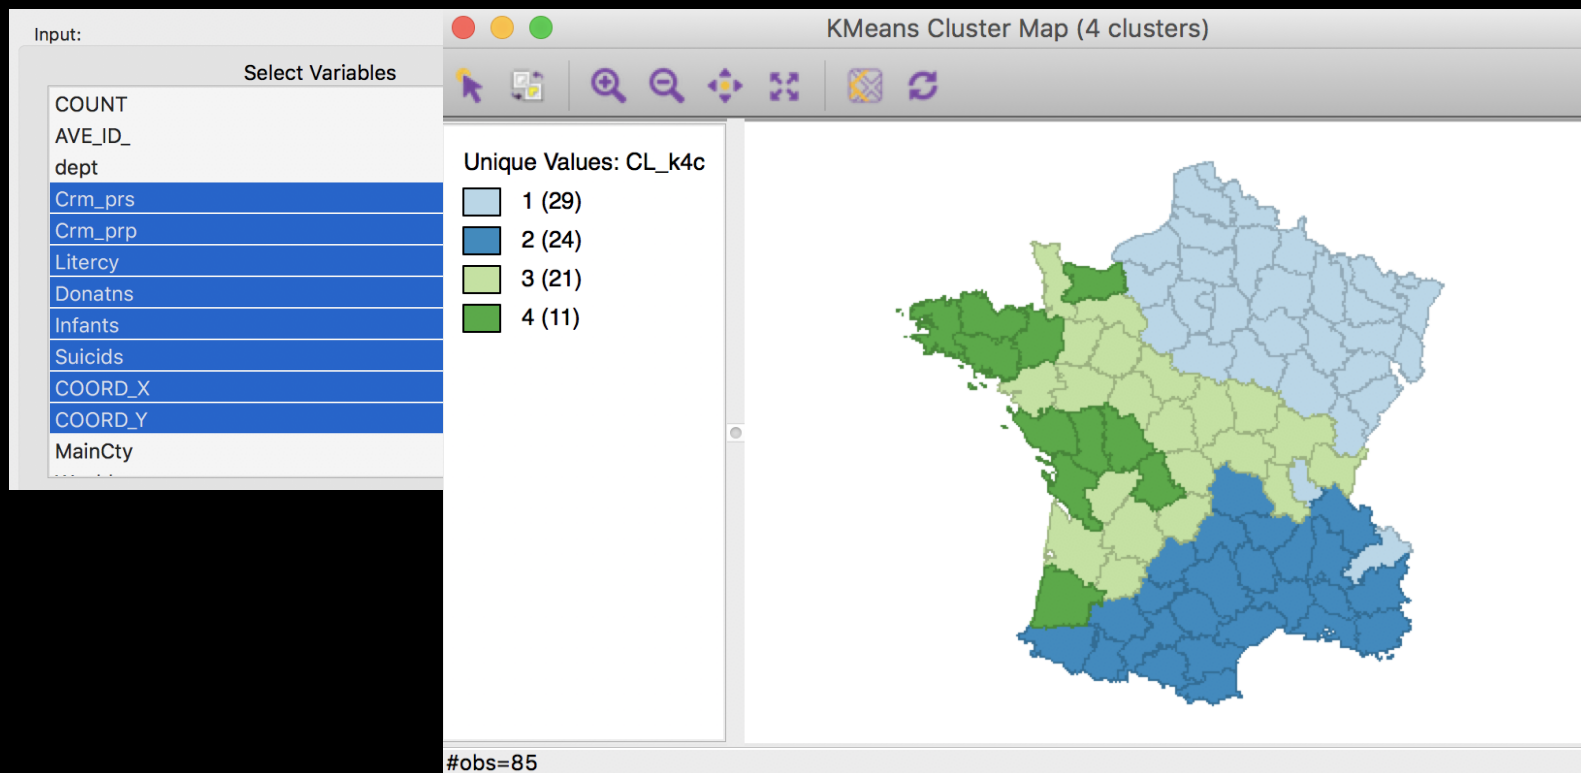 Input:
Select Variables
COUNT
AVE_ID_
dept
Crm_prs
Crm_prp
Litercy
Donatns
Infants
Suicids
COORD_X
COORD_Y
MainCty
KMeans Cluster Map (4 clusters)
Unique Values: CL_k4c
1 (29)
2 (24)
3 (21)
4 (11)
#obs=85